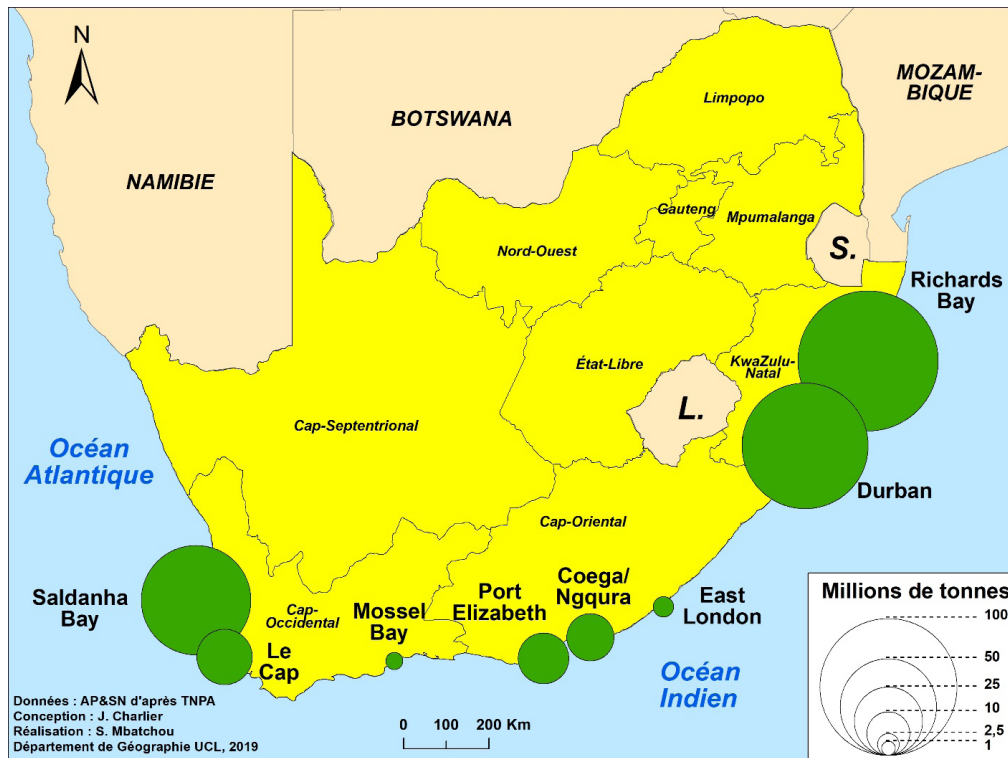 N
NAMIBIE
BOTSWANA
MOZAM-
BIQUE
Limpopo
Gauteng
Mpumalanga
Nord-Ouest
S.
Richards
Bay
État-Libre
KwaZulu-
Natal
L.
Cap-Septentrional
Océan
Atlantique
Durban
Cap-Oriental
Saldanha
Bay
Cap-
Occidental
Le
Cap
Mossel
Bay
Port
Elizabeth
Coega/
Ngqura
East
London
Océan
Indien
Millions de tonnes
100
50
25
10
2,5
1
Données : AP&SN d'après TNPA
Conception : J. Charlier
Réalisation : S. Mbatchou
Département de Géographie UCL, 2019
0 100 200 Km